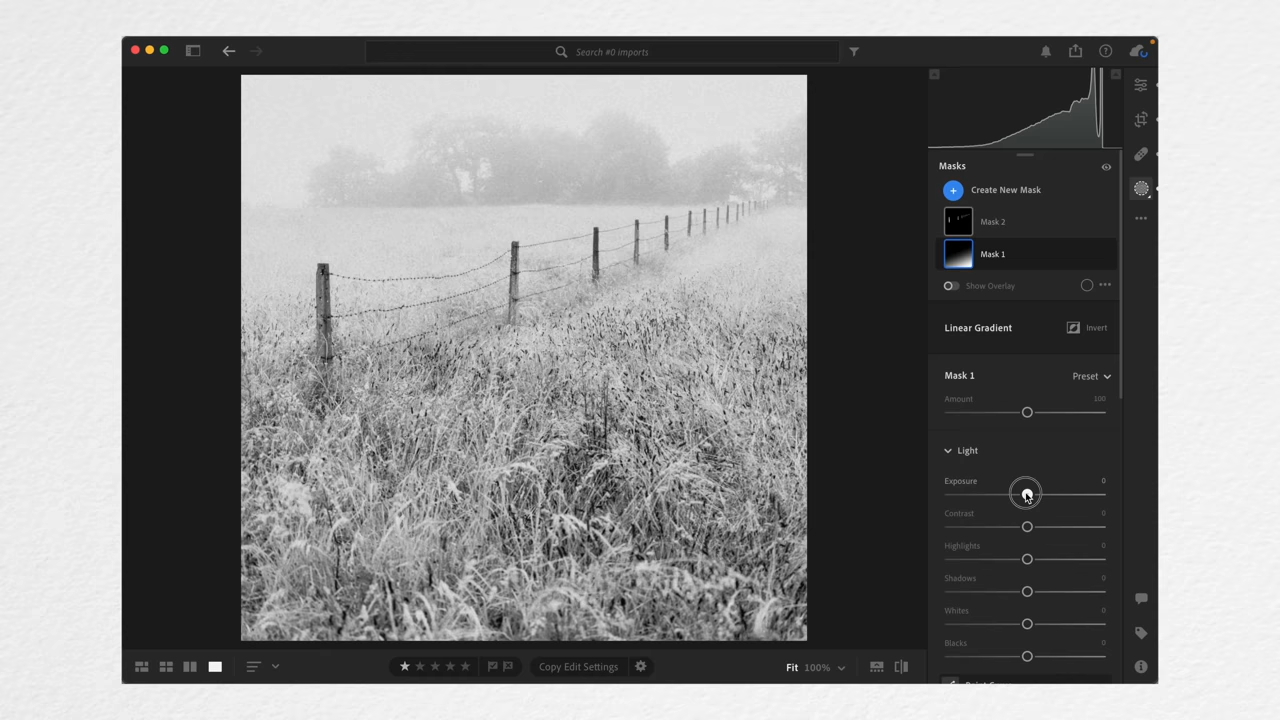 Search #0 imports
Masks
Create New Mask
Mask 2
Mask 1
Show Overlay
Linear Gradient
Invert
Mask 1
Preset
Amount
100
Light
Exposure
0
Contrast
0
Highlights
0
Shadows
0
Whites
0
Blacks
0
Copy Edit Settings
Fit
100%